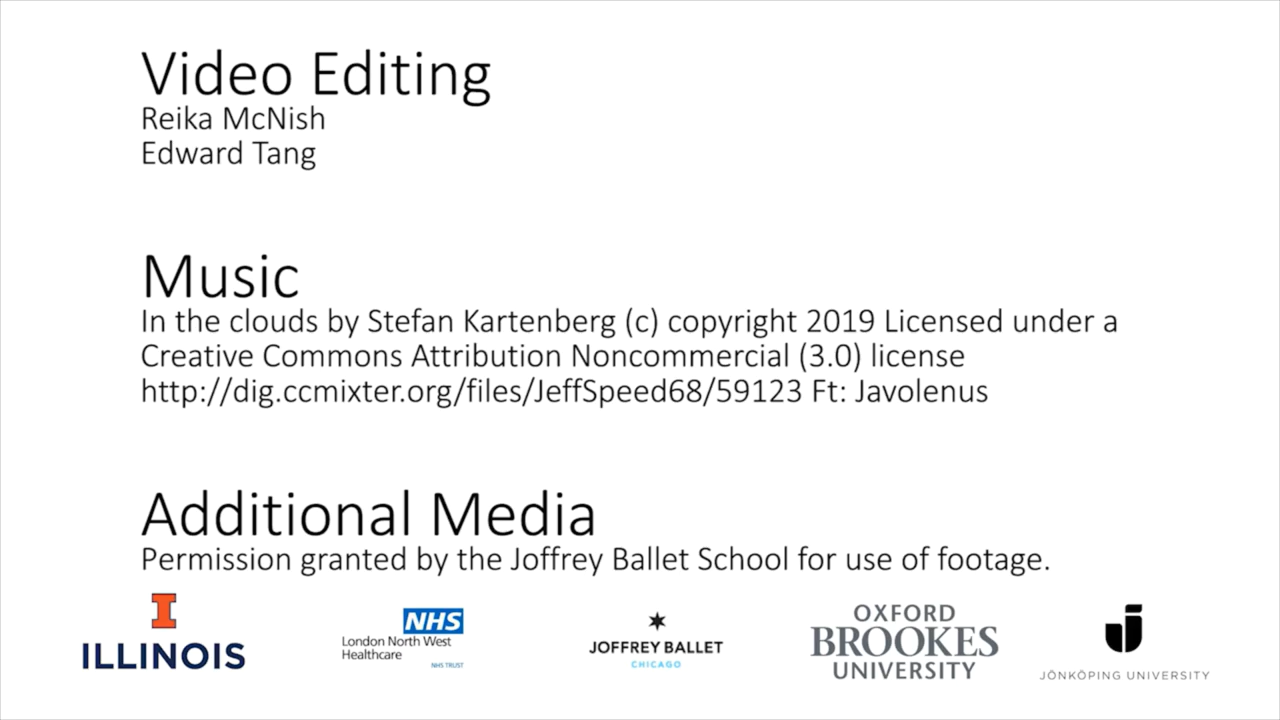 Video Editing
Reika McNish
Edward Tang
Music
In the clouds by Stefan Kartenberg (c) copyright 2019 Licensed under a
Creative Commons Attribution Noncommercial (3.0) license
http://dig.ccmixter.org/files/JeffSpeed68/59123 Ft: Javolenus
Additional Media
Permission granted by the Joffrey Ballet School for use of footage.
I
ILLINOIS
NHS
London North West
Healthcare
NHS TRUST
JOFFREY BALLET
CHICAGO
OXFORD
BROOKES
UNIVERSITY
JÖNKÖPING UNIVERSITY